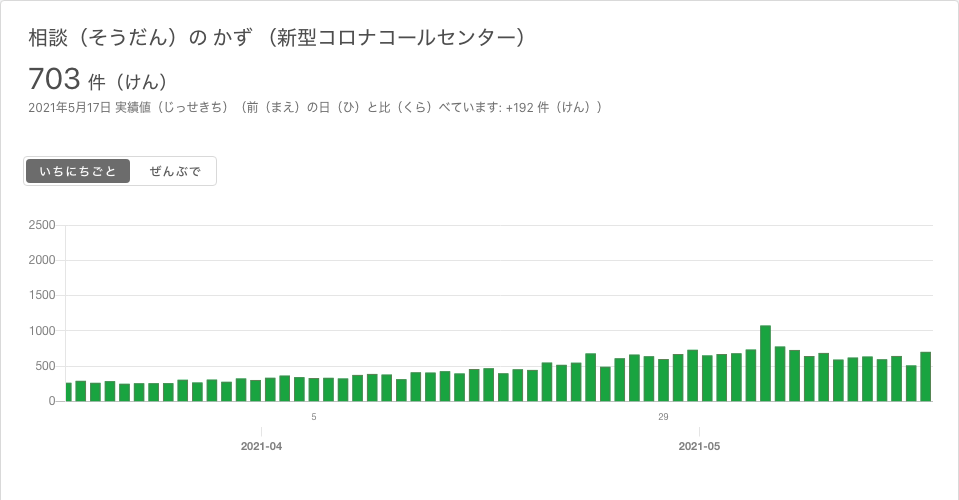 相談（そうだん）の かず （新型コロナコールセンター）
703 件（けん）
2021年5月17日 実績値（じっせきち）（前（まえ）の日（ひ）と比（くら）べています: +192 件（けん））
いちにちごと ぜんぶで
2500
2000
1500
1000
500
0
5 29
2021-04 2021-05